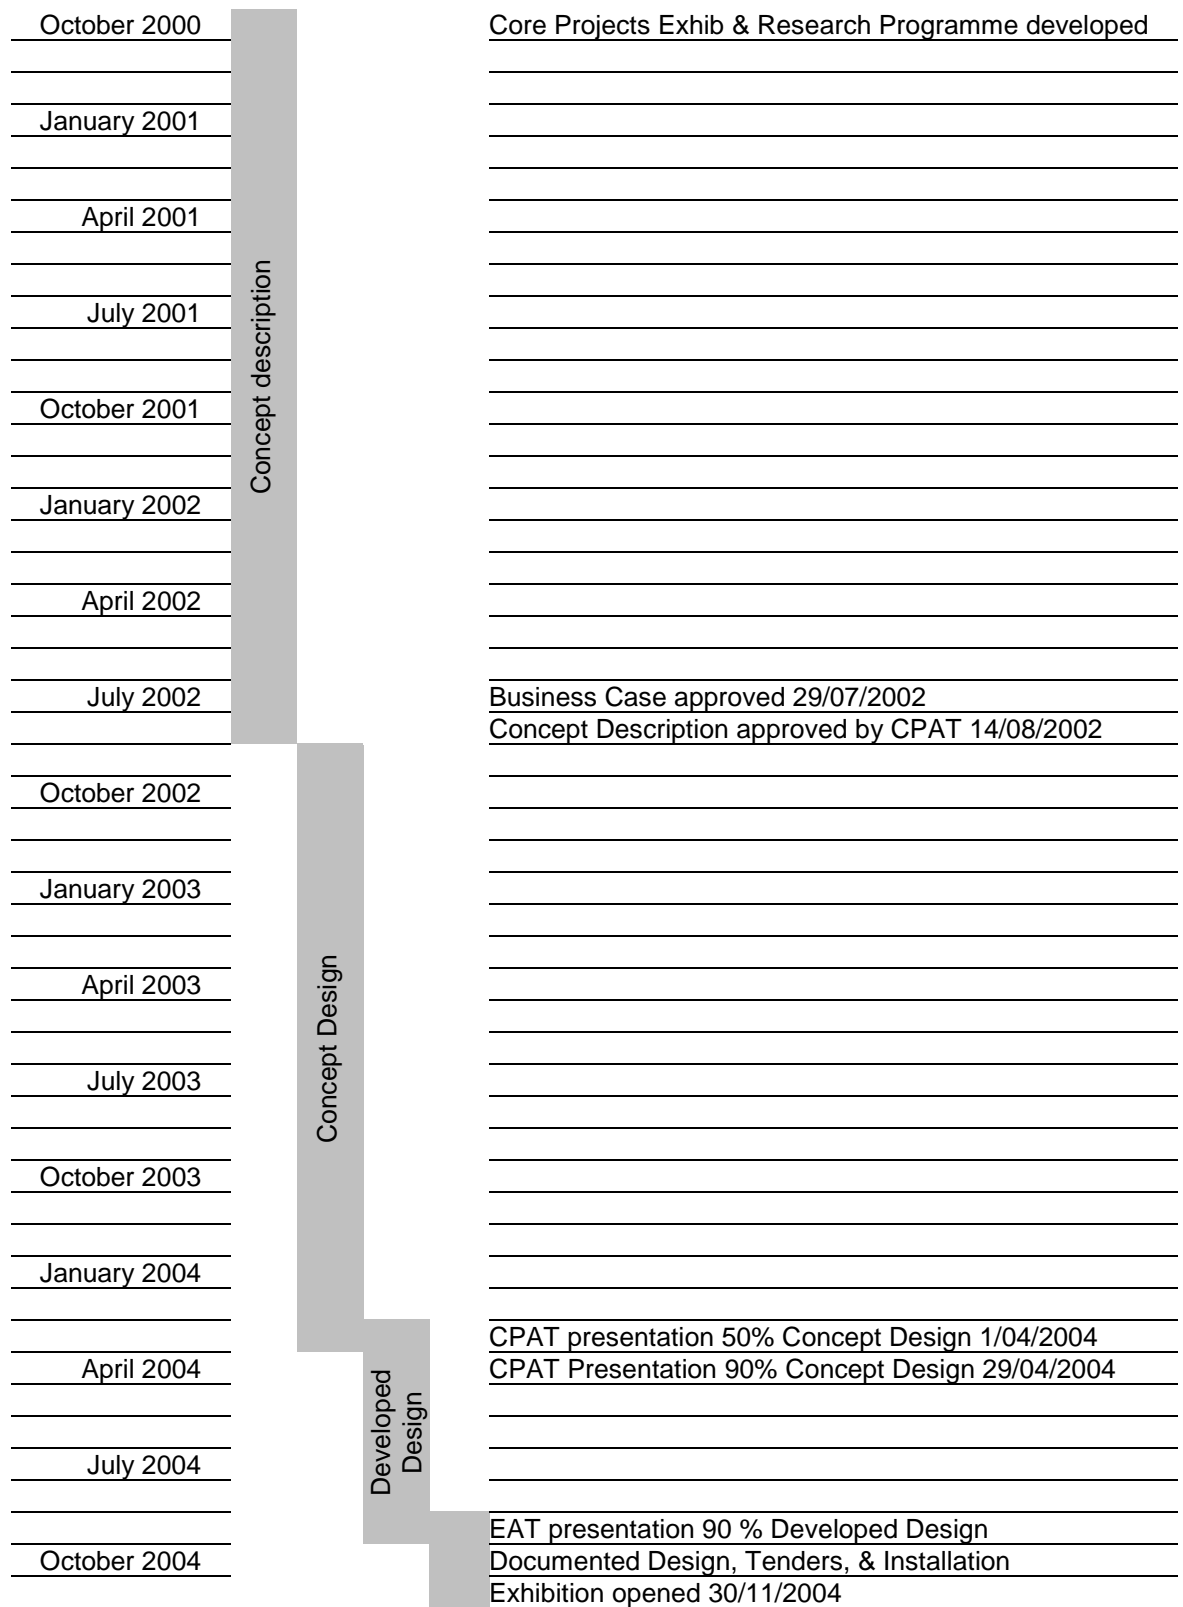 October 2000 Core Projects Exhib & Research Programme developed
January 2001
April 2001
July 2001
October 2001
Concept description
January 2002
April 2002
July 2002 Business Case approved 29/07/2002
Concept Description approved by CPAT 14/08/2002
October 2002
January 2003
April 2003
Concept Design
July 2003
October 2003
January 2004
CPAT presentation 50% Concept Design 1/04/2004
April 2004 CPAT Presentation 90% Concept Design 29/04/2004
Developed
Design
July 2004
EAT presentation 90 % Developed Design
October 2004 Documented Design, Tenders, & Installation
Exhibition opened 30/11/2004